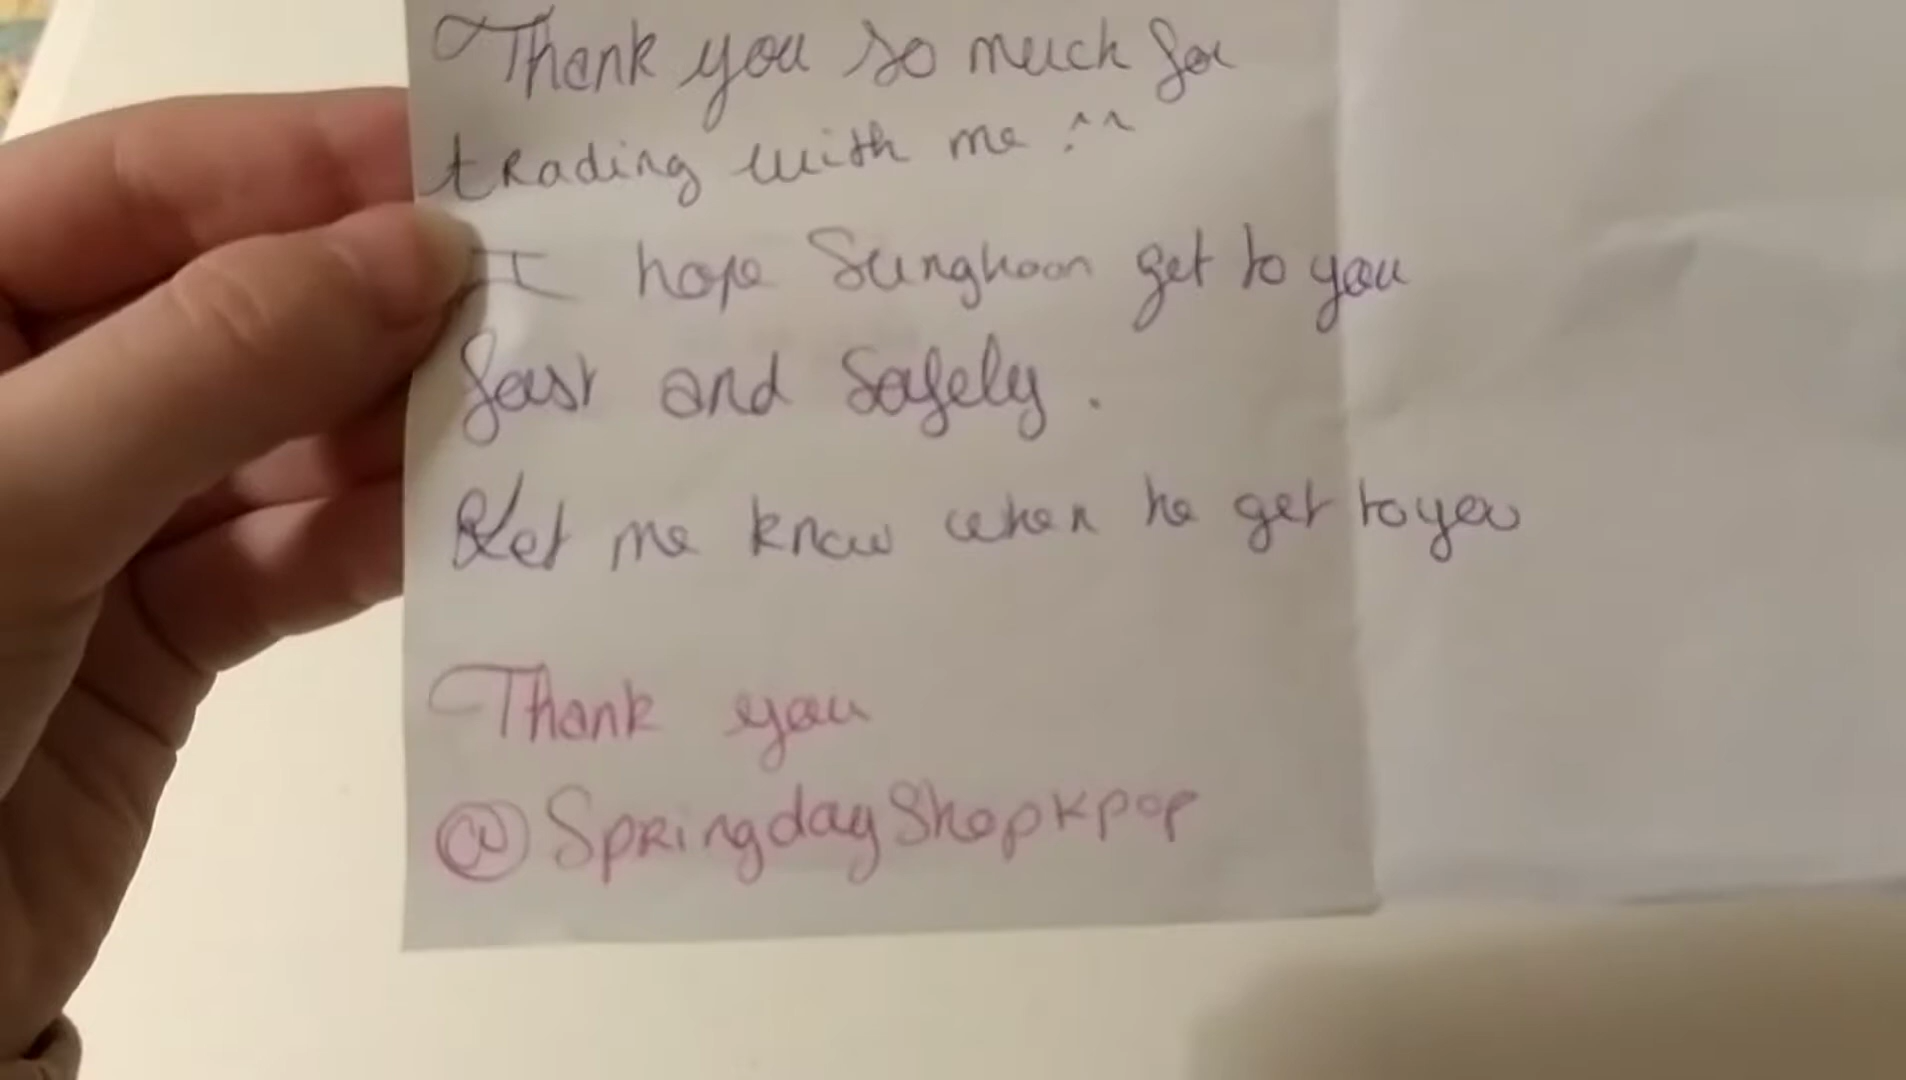 Thank you so much for
trading with me :^^
I hope Sunghoon get to you
fast and safely.
Let me know when he get to you
Thank you
@SpringdayShopkpop